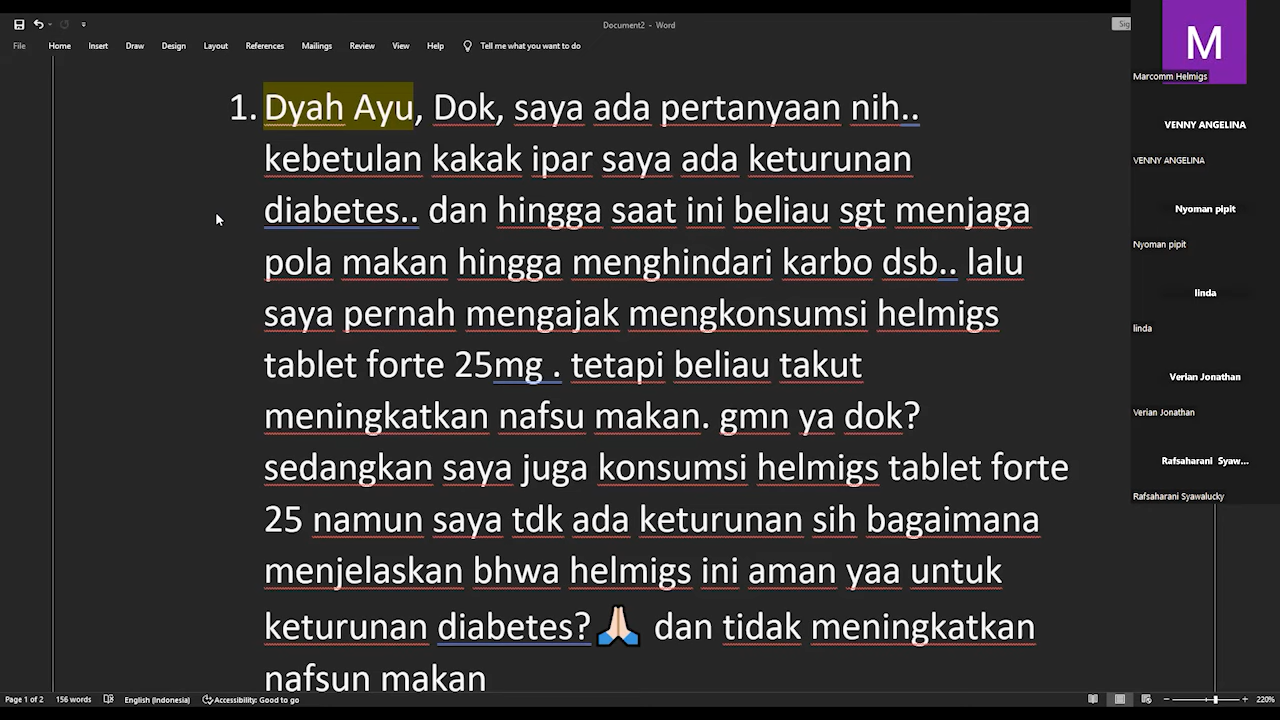 Document2 - Word
Sig
File Home Insert Draw Design Layout References Mailings Review View Help Tell me what you want to do
M
Marcomm Helmigs
1. Dyah Ayu, Dok, saya ada pertanyaan nih..
kebetulan kakak ipar saya ada keturunan
diabetes.. dan hingga saat ini beliau sgt menjaga
pola makan hingga menghindari karbo dsb.. lalu
saya pernah mengajak mengkonsumsi helmigs
tablet forte 25mg . tetapi beliau takut
meningkatkan nafsu makan. gmn ya dok?
sedangkan saya juga konsumsi helmigs tablet forte
25 namun saya tdk ada keturunan sih bagaimana
menjelaskan bhwa helmigs ini aman yaa untuk
keturunan diabetes?🙏🏻 dan tidak meningkatkan
nafsun makan
VENNY ANGELINA
VENNY ANGELINA
Nyoman pipit
Nyoman pipit
linda
linda
Verian Jonathan
Verian Jonathan
Rafsaharani Syaw...
Rafsaharani Syawalucky
Page 1 of 2 156 words English (Indonesia) Accessibility: Good to go 220%